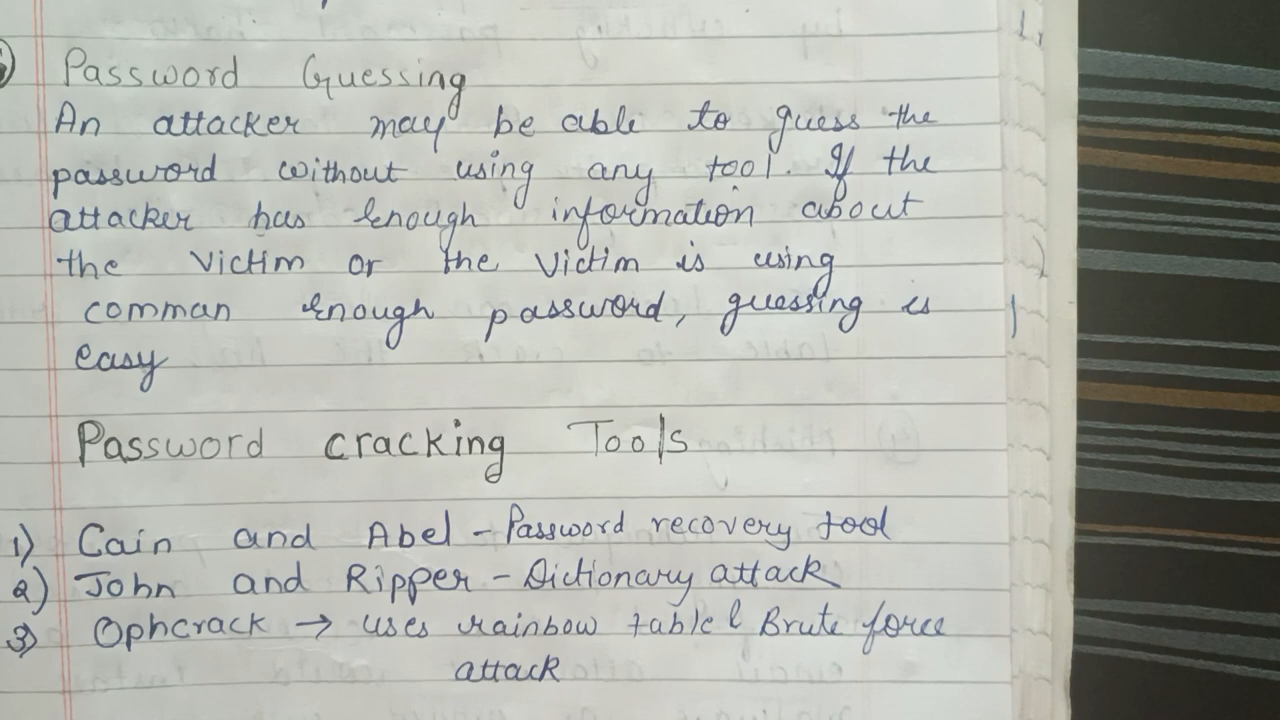 Password Guessing
An attacker may be able to guess the
password without using any tool. If the
attacker has enough information about
the victim or the victim is using
comman enough password, guessing is
easy
Password cracking Tools
1) Cain and Abel - Password recovery tool
2) John and Ripper - Dictionary attack
3) Ophcrack → uses rainbow table & Brute force
attack